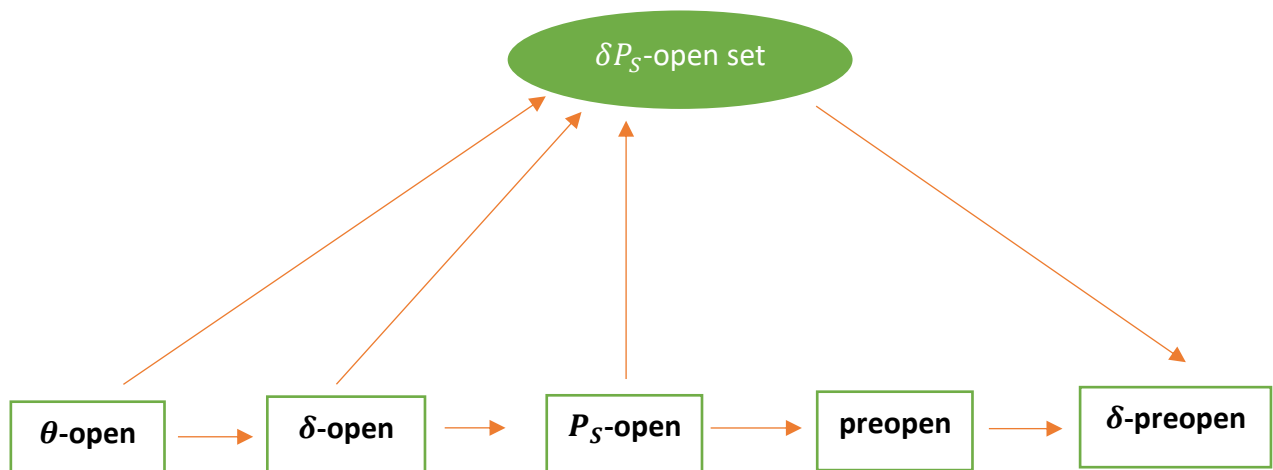 δP_S-open set
θ-open
δ-open
P_S-open
preopen
δ-preopen